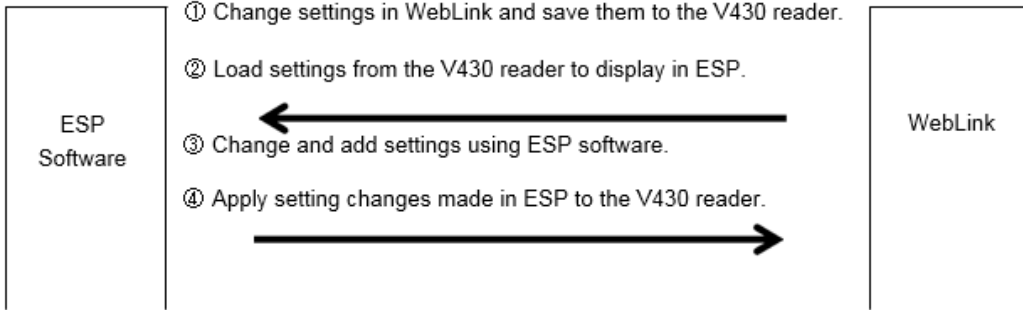 ① Change settings in WebLink and save them to the V430 reader.
② Load settings from the V430 reader to display in ESP.
ESP
Software
WebLink
③ Change and add settings using ESP software.
④ Apply setting changes made in ESP to the V430 reader.